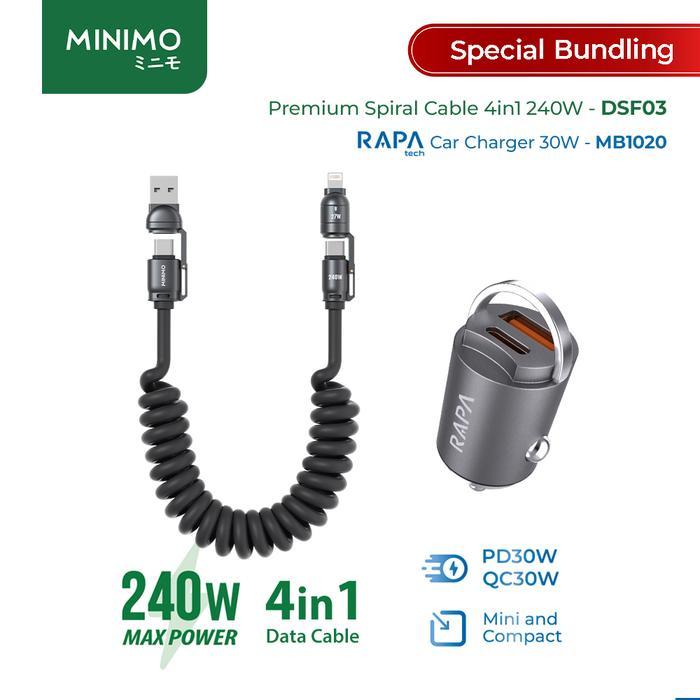 MINIMO
ミニモ
Special Bundling
Premium Spiral Cable 4in1 240W - DSF03
RAPA tech Car Charger 30W - MB1020
27W
MINIMO
240W
RAPA
240W
MAX POWER
4in1
Data Cable
PD30W
QC30W
Mini and
Compact